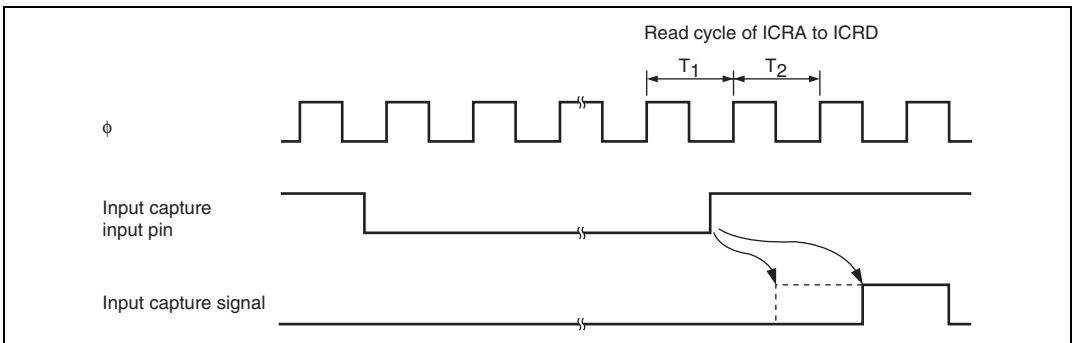 Read cycle of ICRA to ICRD
T1 T2
ϕ
Input capture
input pin
Input capture signal